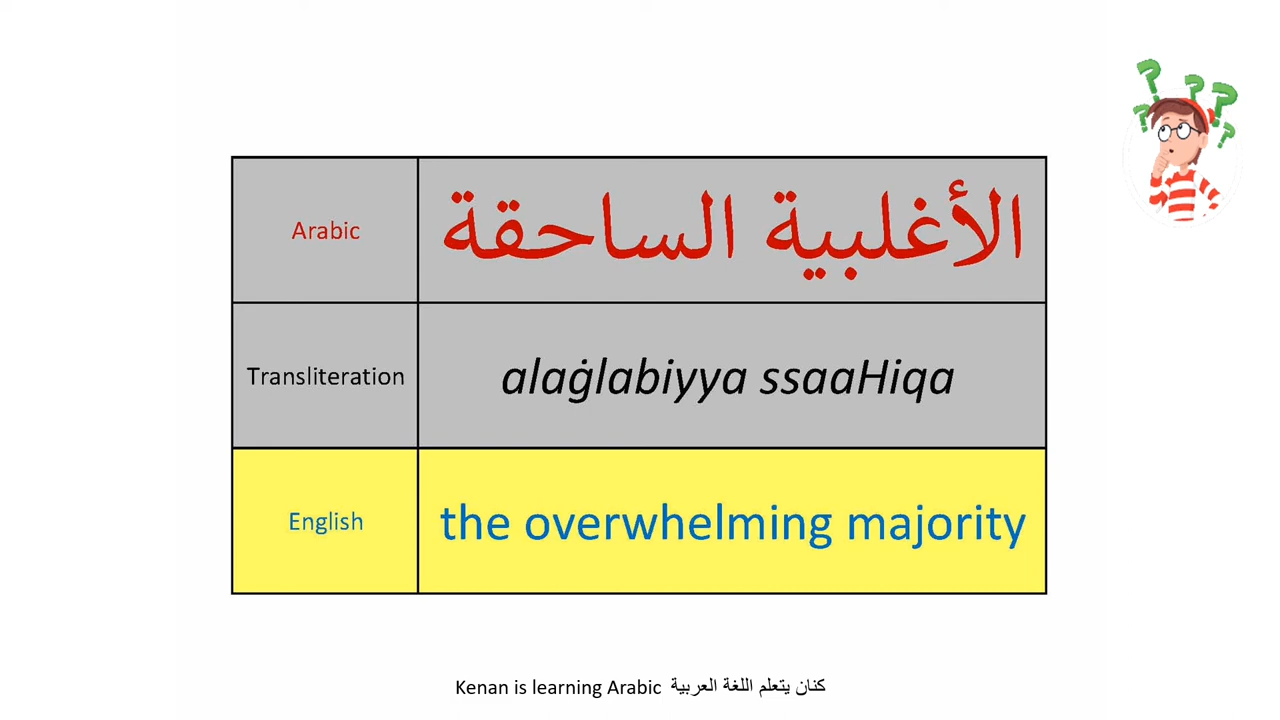 Arabic الأغلبية الساحقة
Transliteration alaġlabiyya ssaaHiqa
English the overwhelming majority
Kenan is learning Arabic كنان يتعلم اللغة العربية